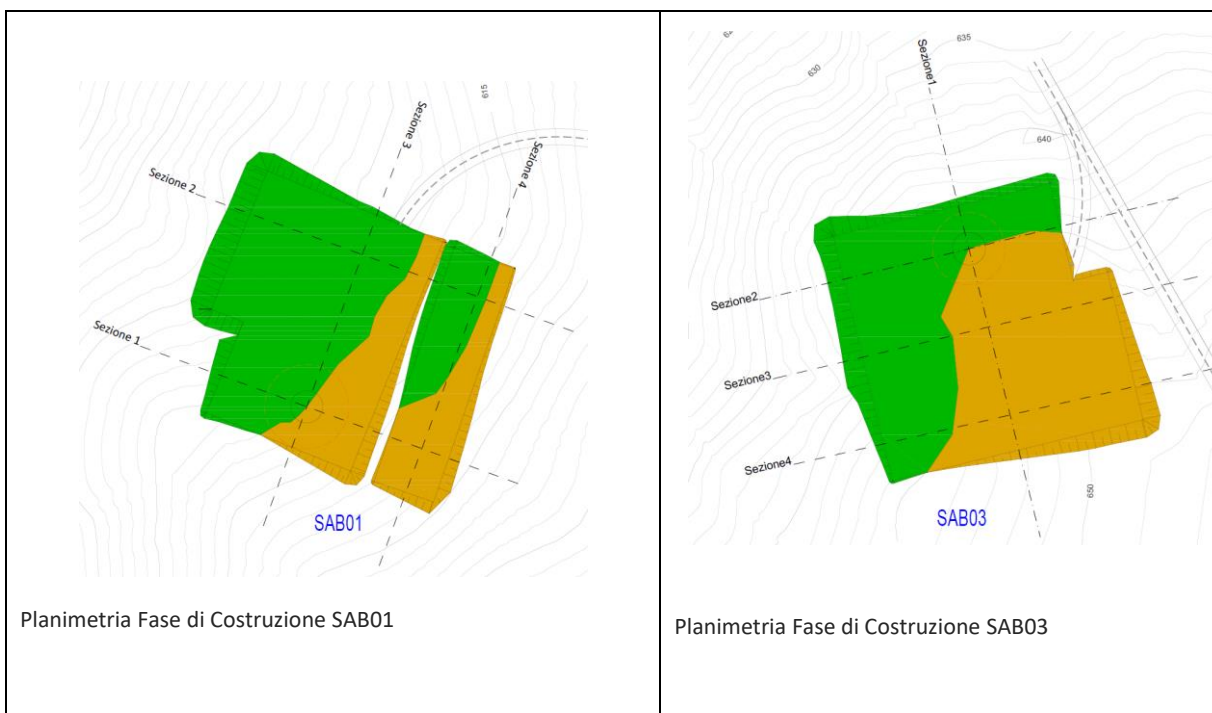 615
Sezione 3
Sezione 4
Sezione 2
Sezione 1
SAB01
Planimetria Fase di Costruzione SAB01
635
630
Sezione1
640
Sezione2
Sezione3
Sezione4
650
SAB03
Planimetria Fase di Costruzione SAB03